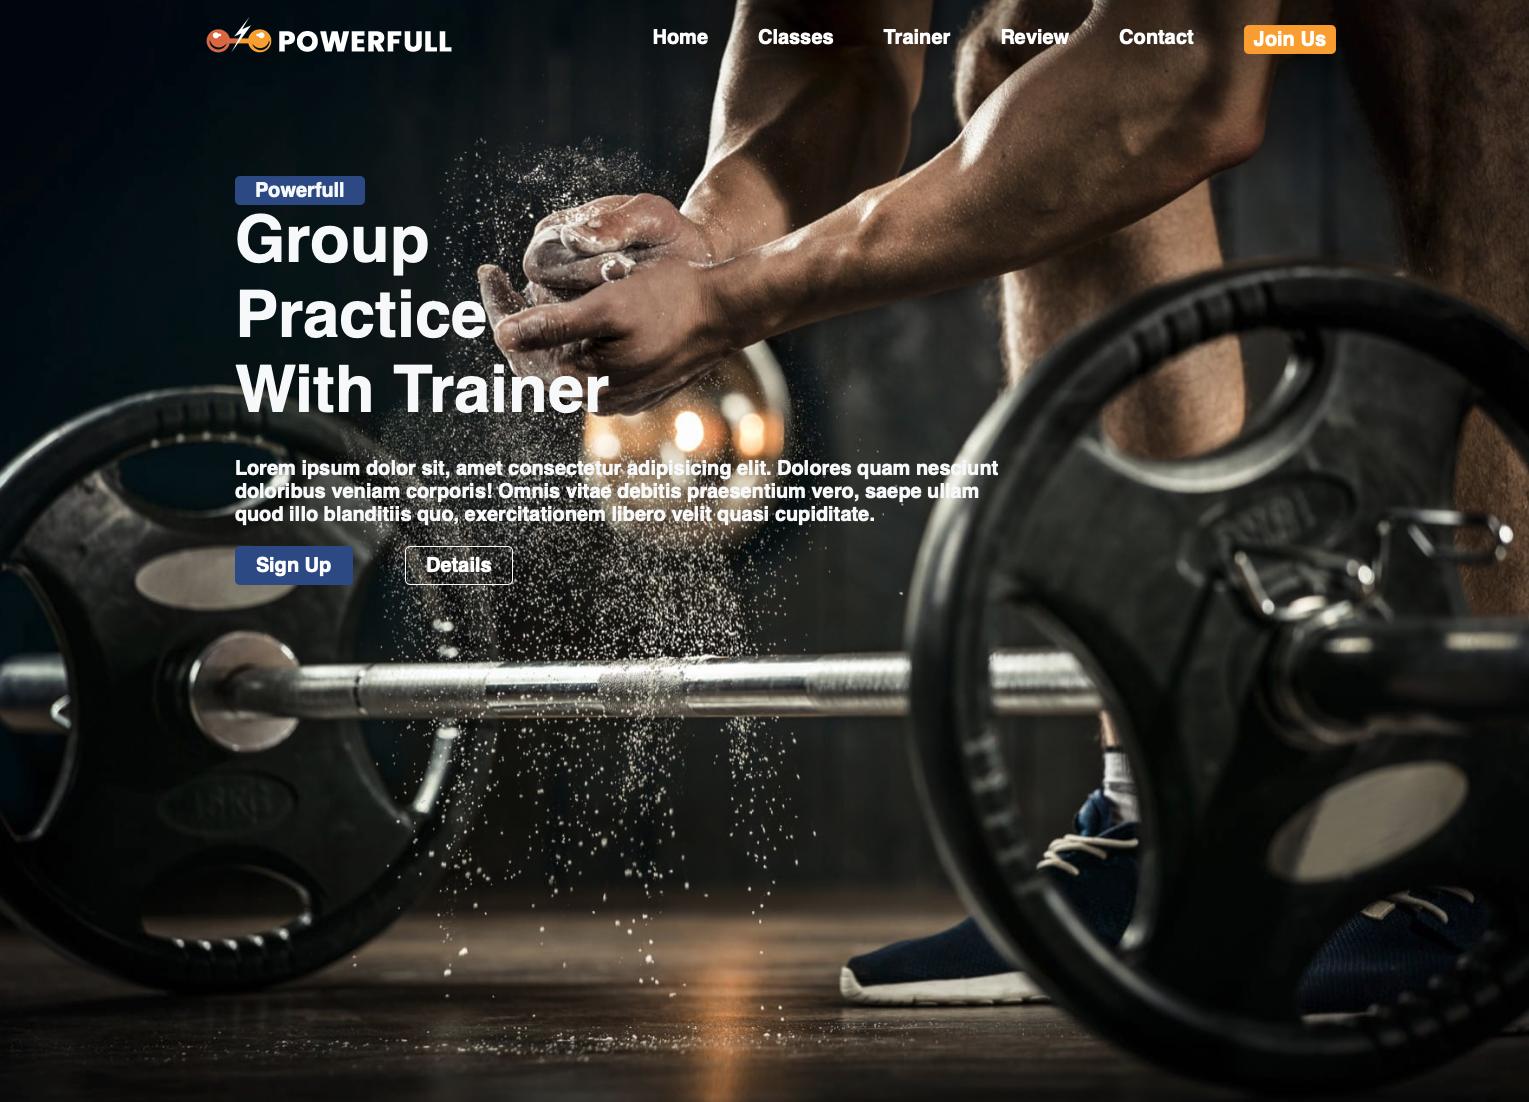 POWERFULL
Home Classes Trainer Review Contact Join Us
Powerfull
Group
Practice
With Trainer
Lorem ipsum dolor sit, amet consectetur adipisicing elit. Dolores quam nesciunt
doloribus veniam corporis! Omnis vitae debitis praesentium vero, saepe ullam
quod illo blanditiis quo, exercitationem libero velit quasi cupiditate.
Sign Up Details